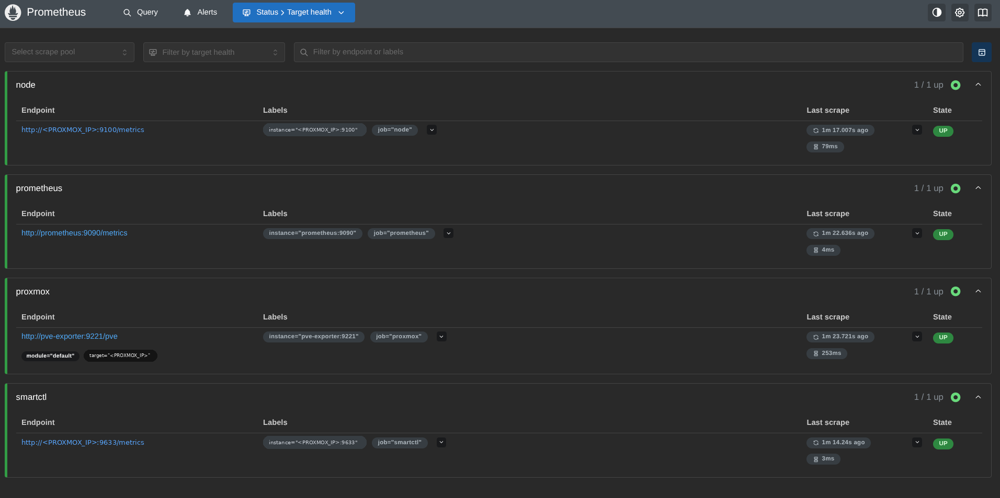 Prometheus Query Alerts Status > Target health
Select scrape pool Filter by target health Filter by endpoint or labels
node 1 / 1 up
Endpoint Labels Last scrape State
http://<PROXMOX_IP>:9100/metrics instance="<PROXMOX_IP>:9100" job="node" 1m 17.007s ago UP
79ms
prometheus 1 / 1 up
Endpoint Labels Last scrape State
http://prometheus:9090/metrics instance="prometheus:9090" job="prometheus" 1m 22.636s ago UP
4ms
proxmox 1 / 1 up
Endpoint Labels Last scrape State
http://pve-exporter:9221/pve instance="pve-exporter:9221" job="proxmox" 1m 23.721s ago UP
module="default" target="<PROXMOX_IP>" 253ms
smartctl 1 / 1 up
Endpoint Labels Last scrape State
http://<PROXMOX_IP>:9633/metrics instance="<PROXMOX_IP>:9633" job="smartctl" 1m 14.24s ago UP
3ms